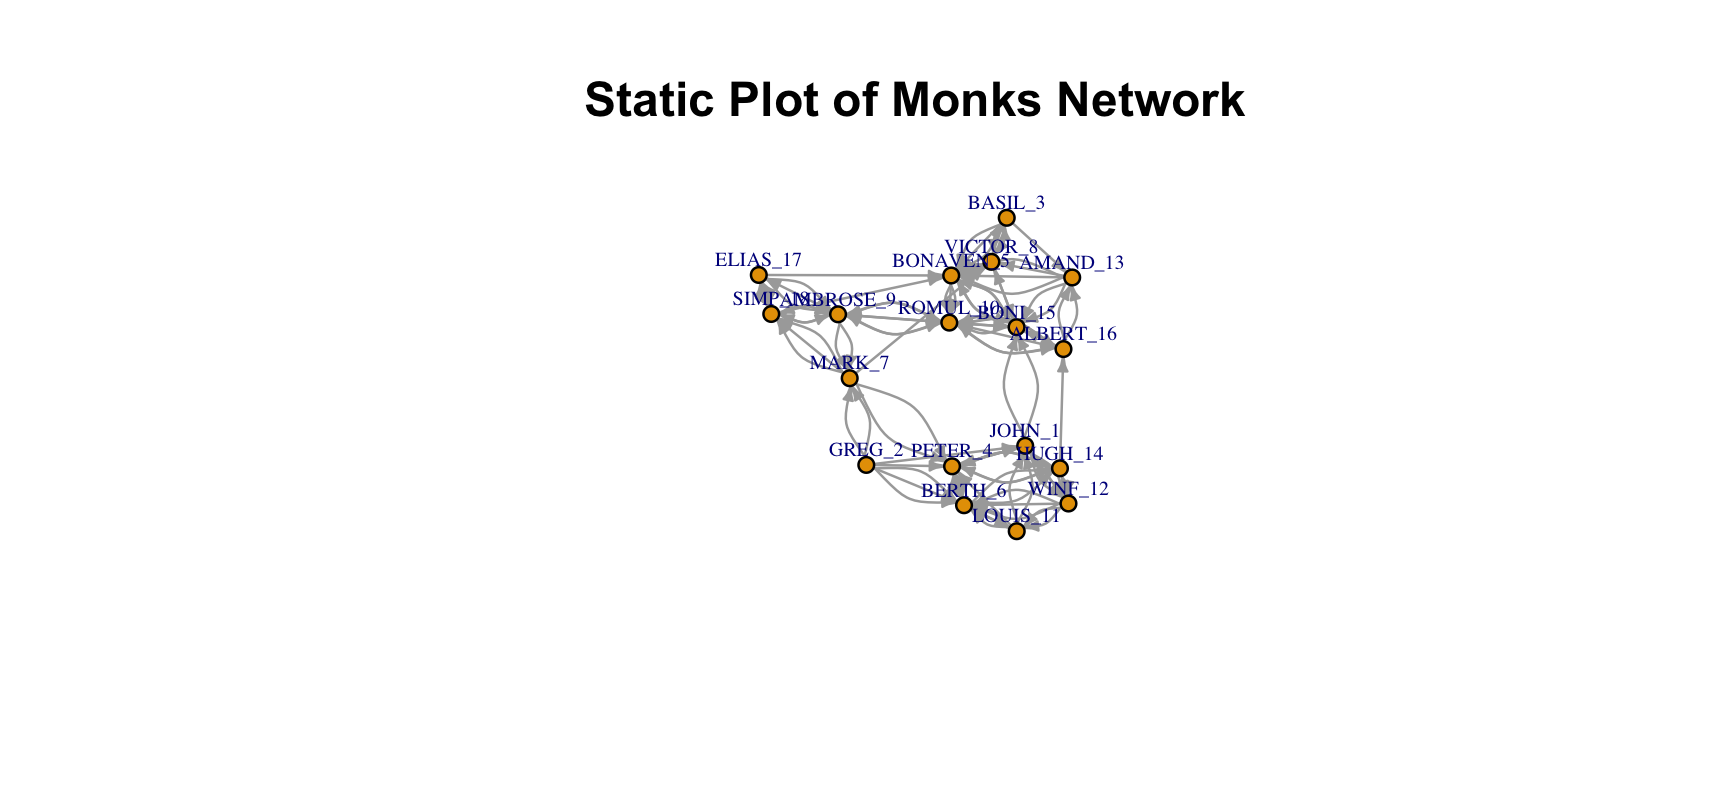 Static Plot of Monks Network
BASIL_3
VICTOR_8
BONAVEN_5
AMAND_13
ELIAS_17
SIMP_18
AMBROSE_9
ROMUL_10
BONI_15
ALBERT_16
MARK_7
JOHN_1
GREG_2
PETER_4
HUGH_14
BERTH_6
WINF_12
LOUIS_11